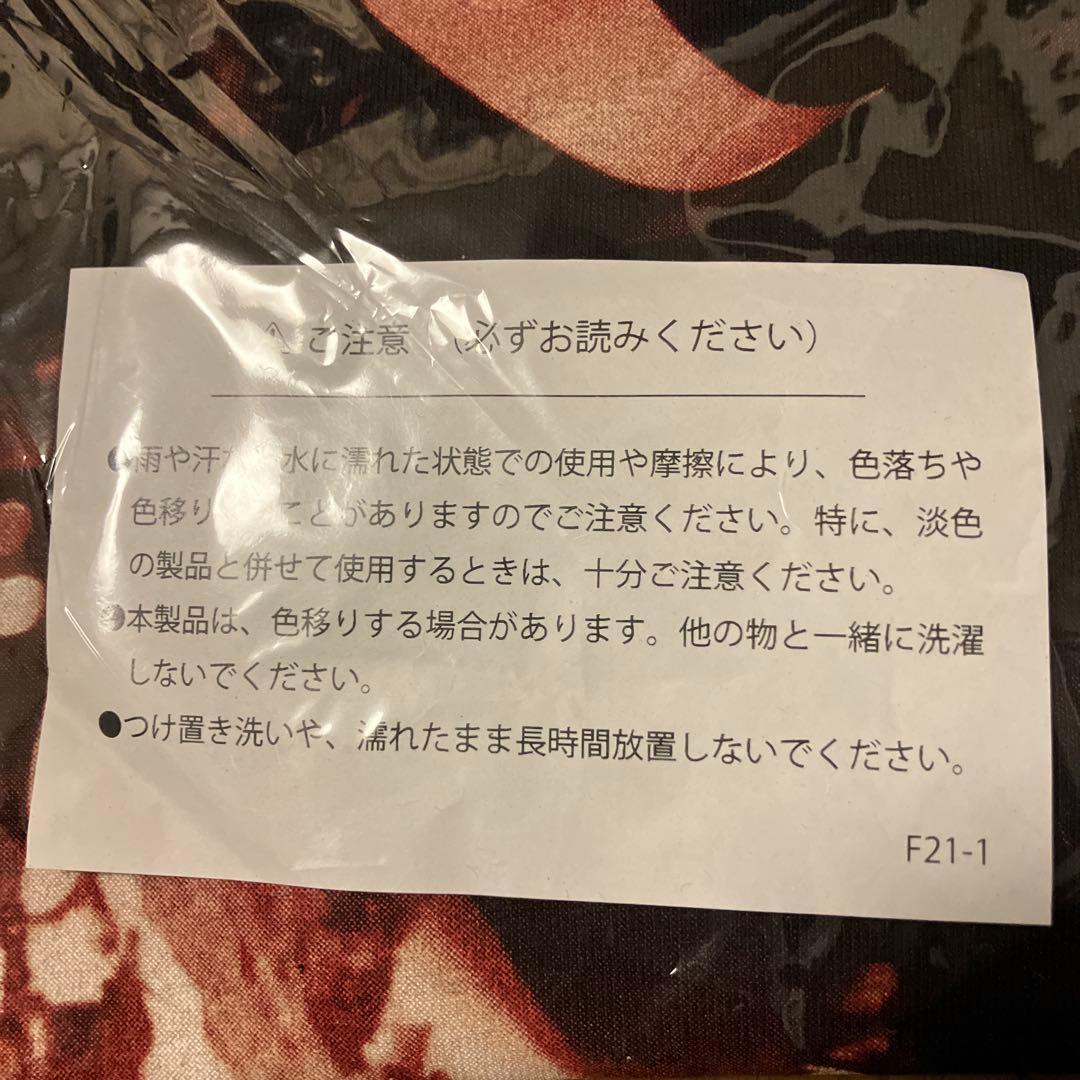 ⚠ ご注意 （必ずお読みください）
●雨や汗 水に濡れた状態での使用や摩擦により、色落ちや
色移り ことがありますのでご注意ください。特に、淡色
の製品と併せて使用するときは、十分ご注意ください。
●本製品は、色移りする場合があります。他の物と一緒に洗濯
しないでください。
●つけ置き洗いや、濡れたまま長時間放置しないでください。
F21-1